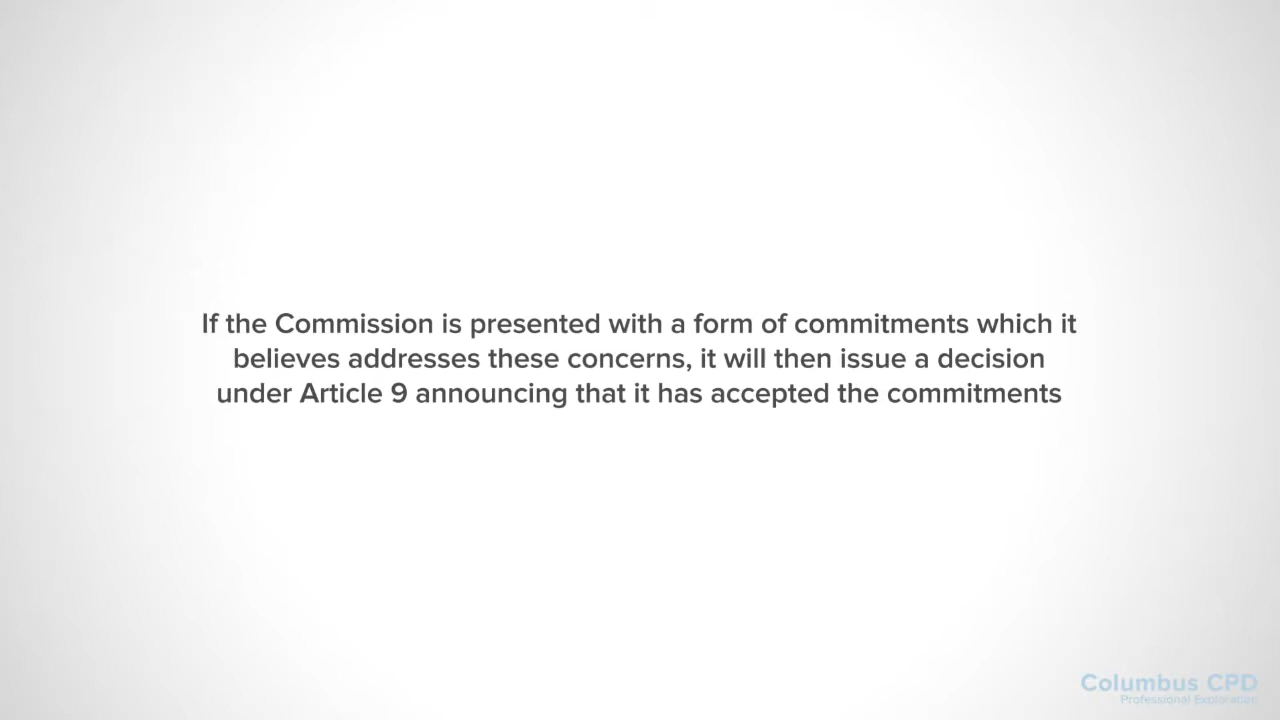 If the Commission is presented with a form of commitments which it
believes addresses these concerns, it will then issue a decision
under Article 9 announcing that it has accepted the commitments
Columbus CPD
Professional Exploration